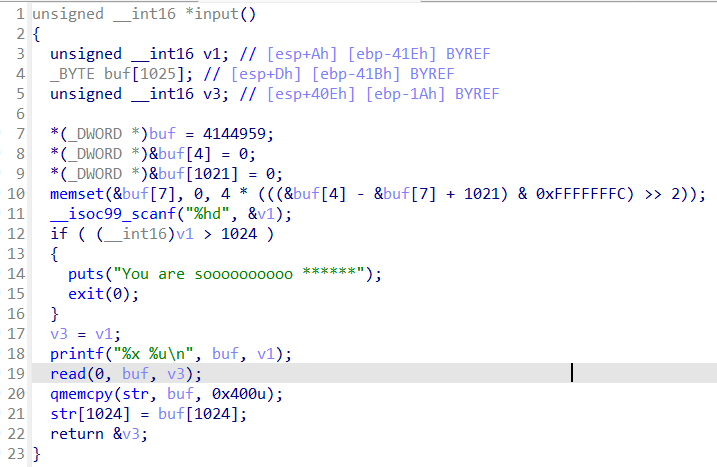 1 unsigned __int16 *input()
2 {
3 unsigned __int16 v1; // [esp+Ah] [ebp-41Eh] BYREF
4 _BYTE buf[1025]; // [esp+Dh] [ebp-41Bh] BYREF
5 unsigned __int16 v3; // [esp+40Eh] [ebp-1Ah] BYREF
6
7 *(_DWORD *)buf = 4144959;
8 *(_DWORD *)&buf[4] = 0;
9 *(_DWORD *)&buf[1021] = 0;
10 memset(&buf[7], 0, 4 * (((&buf[4] - &buf[7] + 1021) & 0xFFFFFFFC) >> 2));
11 __isoc99_scanf("%hd", &v1);
12 if ( (__int16)v1 > 1024 )
13 {
14 puts("You are soooooooooo ******");
15 exit(0);
16 }
17 v3 = v1;
18 printf("%x %u\n", buf, v1);
19 read(0, buf, v3);
20 qmemcpy(str, buf, 0x400u);
21 str[1024] = buf[1024];
22 return &v3;
23 }